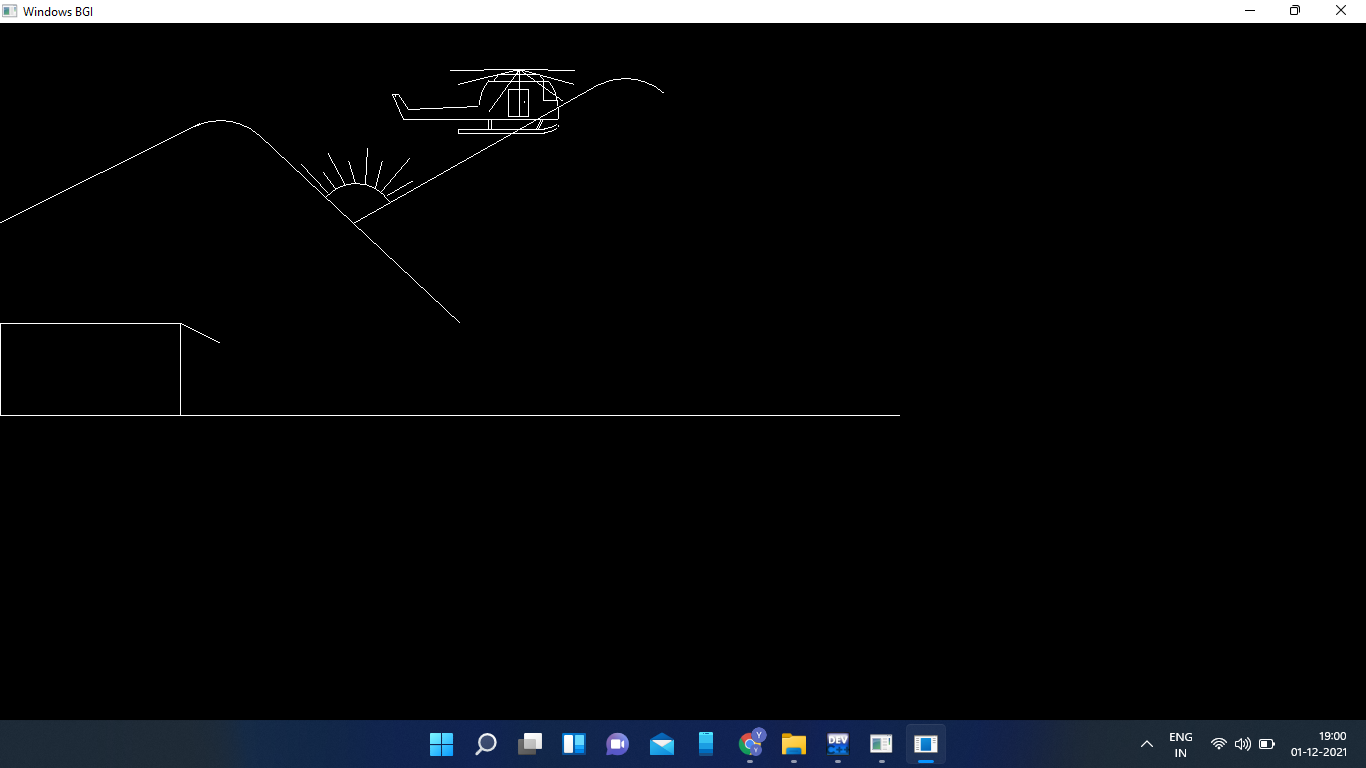 Windows BGI
Y
Y
DEV
C++
ENG
IN
19:00
01-12-2021